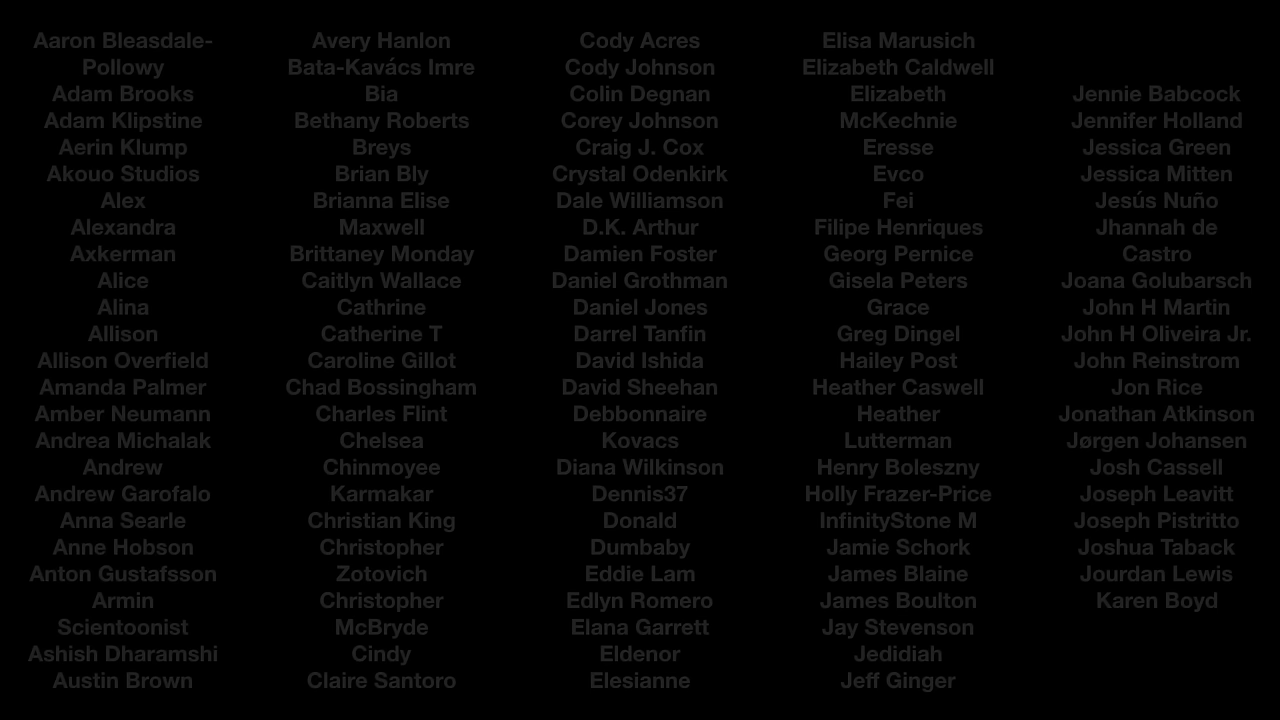 Aaron Bleasdale-
Pollowy
Adam Brooks
Adam Klipstine
Aerin Klump
Akouo Studios
Alex
Alexandra
Axkerman
Alice
Alina
Allison
Allison Overfield
Amanda Palmer
Amber Neumann
Andrea Michalak
Andrew
Andrew Garofalo
Anna Searle
Anne Hobson
Anton Gustafsson
Armin
Scientoonist
Ashish Dharamshi
Austin Brown
Avery Hanlon
Bata-Kavács Imre
Bia
Bethany Roberts
Breys
Brian Bly
Brianna Elise
Maxwell
Brittaney Monday
Caitlyn Wallace
Cathrine
Catherine T
Caroline Gillot
Chad Bossingham
Charles Flint
Chelsea
Chinmoyee
Karmakar
Christian King
Christopher
Zotovich
Christopher
McBryde
Cindy
Claire Santoro
Cody Acres
Cody Johnson
Colin Degnan
Corey Johnson
Craig J. Cox
Crystal Odenkirk
Dale Williamson
D.K. Arthur
Damien Foster
Daniel Grothman
Daniel Jones
Darrel Tanfin
David Ishida
David Sheehan
Debbonnaire
Kovacs
Diana Wilkinson
Dennis37
Donald
Dumbaby
Eddie Lam
Edlyn Romero
Elana Garrett
Eldenor
Elesianne
Elisa Marusich
Elizabeth Caldwell
Elizabeth
McKechnie
Eresse
Evco
Fei
Filipe Henriques
Georg Pernice
Gisela Peters
Grace
Greg Dingel
Hailey Post
Heather Caswell
Heather
Lutterman
Henry Boleszny
Holly Frazer-Price
InfinityStone M
Jamie Schork
James Blaine
James Boulton
Jay Stevenson
Jedidiah
Jeff Ginger
Jennie Babcock
Jennifer Holland
Jessica Green
Jessica Mitten
Jesús Nuño
Jhannah de
Castro
Joana Golubarsch
John H Martin
John H Oliveira Jr.
John Reinstrom
Jon Rice
Jonathan Atkinson
Jørgen Johansen
Josh Cassell
Joseph Leavitt
Joseph Pistritto
Joshua Taback
Jourdan Lewis
Karen Boyd